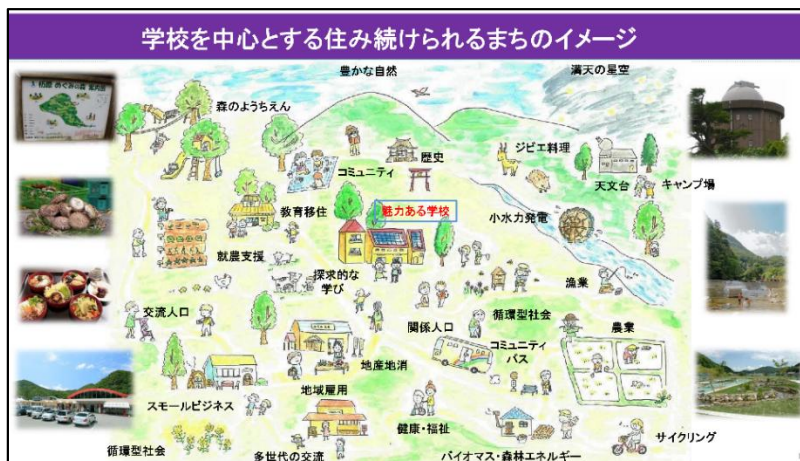 学校を中心とする住み続けられるまちのイメージ
豊かな自然
満天の星空
森のようちえん
コミュニティ
歴史
ジビエ料理
天文台
キャンプ場
教育移住
魅力ある学校
小水力発電
就農支援
探求的な
学び
漁業
交流人口
関係人口
循環型社会
農業
地産地消
コミュニティ
バス
スモールビジネス
地域雇用
健康・福祉
サイクリング
循環型社会
多世代の交流
バイオマス・森林エネルギー